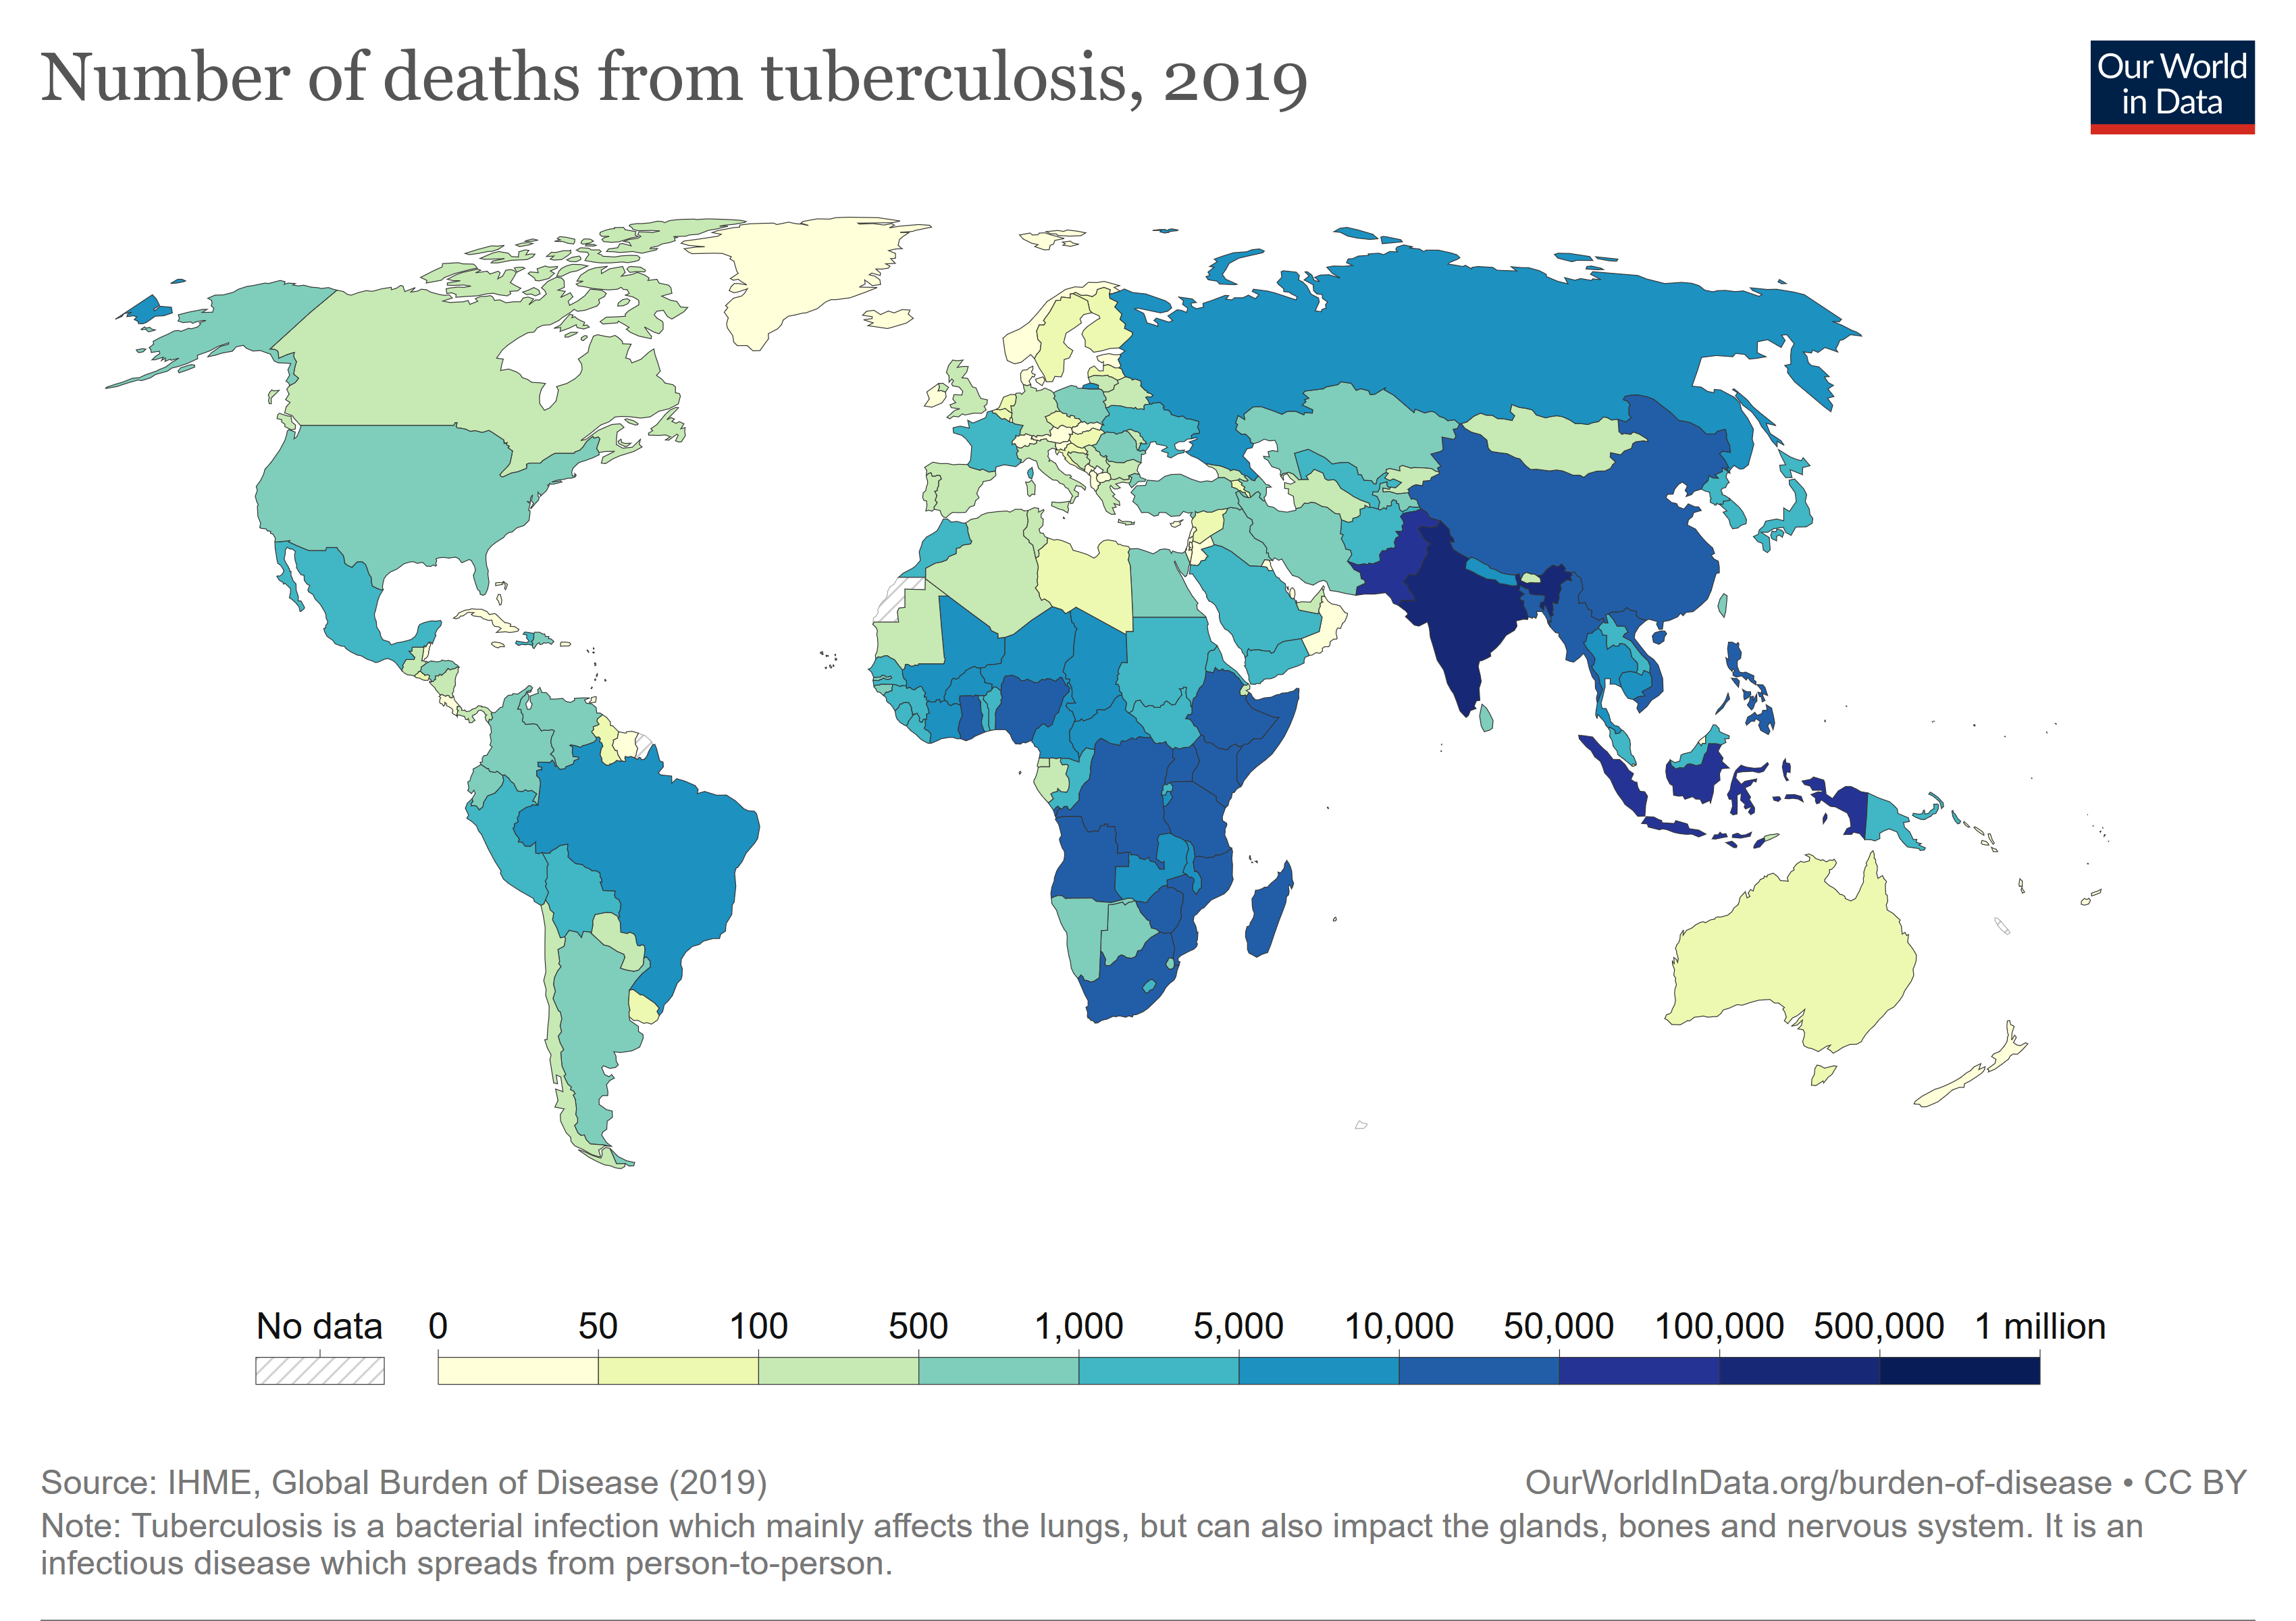 Number of deaths from tuberculosis, 2019
Our World
in Data
No data 0 50 100 500 1,000 5,000 10,000 50,000 100,000 500,000 1 million
Source: IHME, Global Burden of Disease (2019)
OurWorldInData.org/burden-of-disease • CC BY
Note: Tuberculosis is a bacterial infection which mainly affects the lungs, but can also impact the glands, bones and nervous system. It is an
infectious disease which spreads from person-to-person.